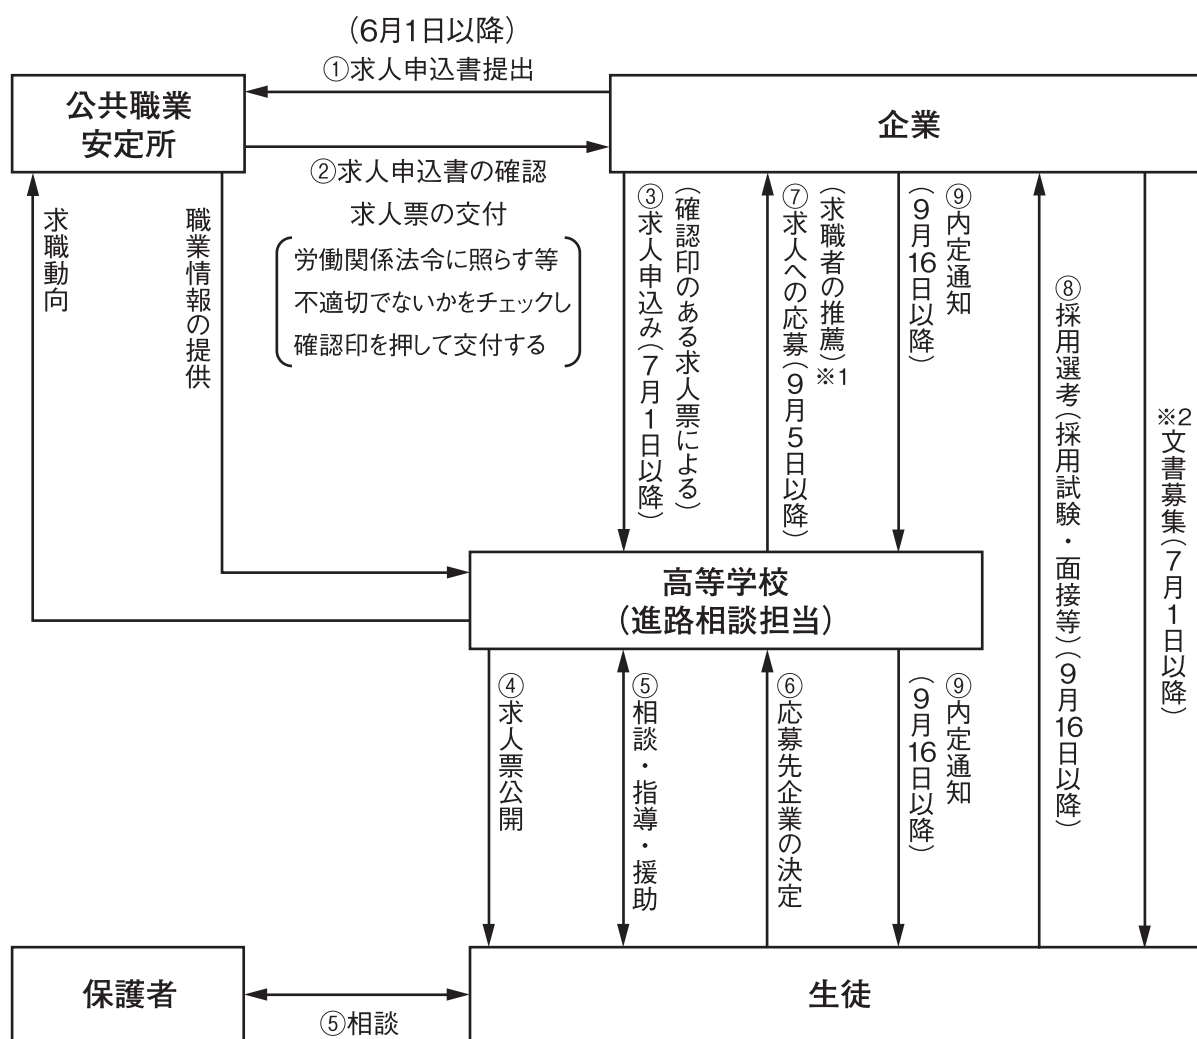 (6月1日以降)
①求人申込書提出
公共職業
安定所
企業
②求人申込書の確認
求人票の交付
労働関係法令に照らす等
不適切でないかをチェックし
確認印を押して交付する
求職動向
職業情報の提供
③求人申込み(7月1日以降)
(確認印のある求人票による)
⑦求人への応募(9月5日以降)
(求職者の推薦)※1
⑨内定通知
(9月16日以降)
⑧採用選考(採用試験・面接等)(9月16日以降)
※2文書募集(7月1日以降)
高等学校
(進路相談担当)
④求人票公開
⑤相談・指導・援助
⑥応募先企業の決定
⑨内定通知
(9月16日以降)
保護者
⑤相談
生徒